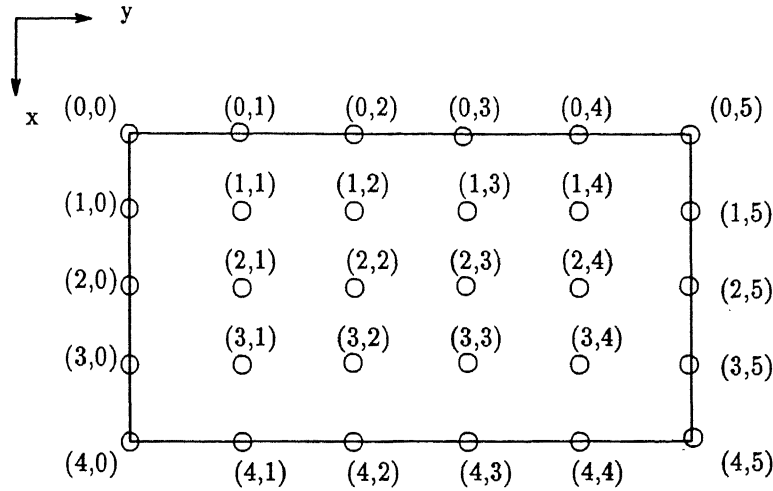 y
x
(0,0) (0,1) (0,2) (0,3) (0,4) (0,5)
(1,0) (1,1) (1,2) (1,3) (1,4) (1,5)
(2,0) (2,1) (2,2) (2,3) (2,4) (2,5)
(3,0) (3,1) (3,2) (3,3) (3,4) (3,5)
(4,0) (4,1) (4,2) (4,3) (4,4) (4,5)